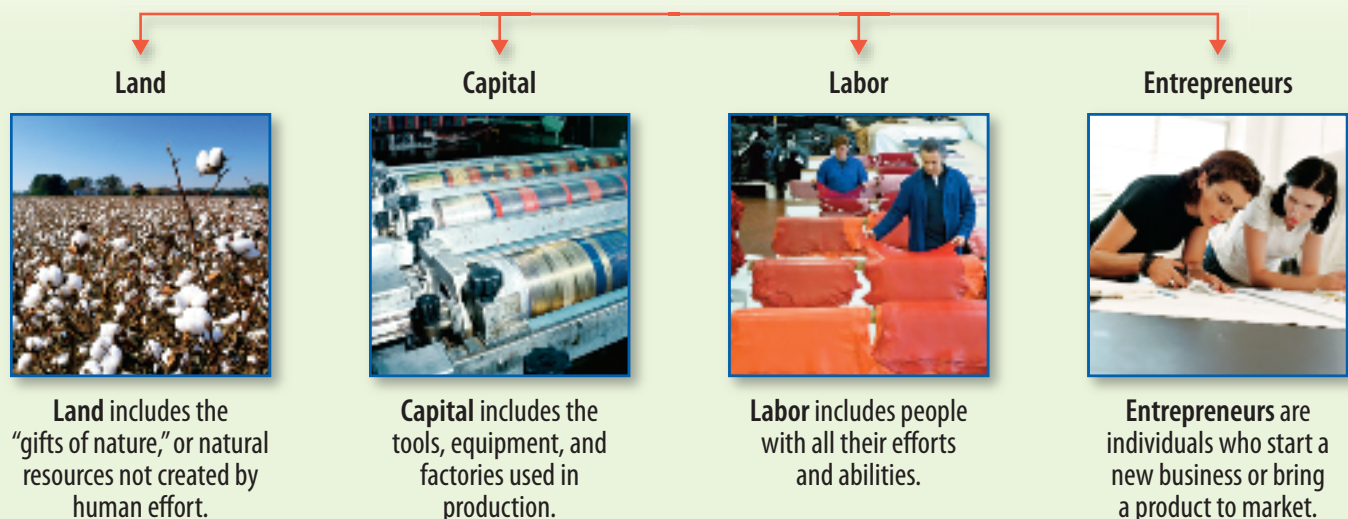 Land
Capital
Labor
Entrepreneurs
Land includes the
“gifts of nature,” or natural
resources not created by
human effort.
Capital includes the
tools, equipment, and
factories used in
production.
Labor includes people
with all their efforts
and abilities.
Entrepreneurs are
individuals who start a
new business or bring
a product to market.